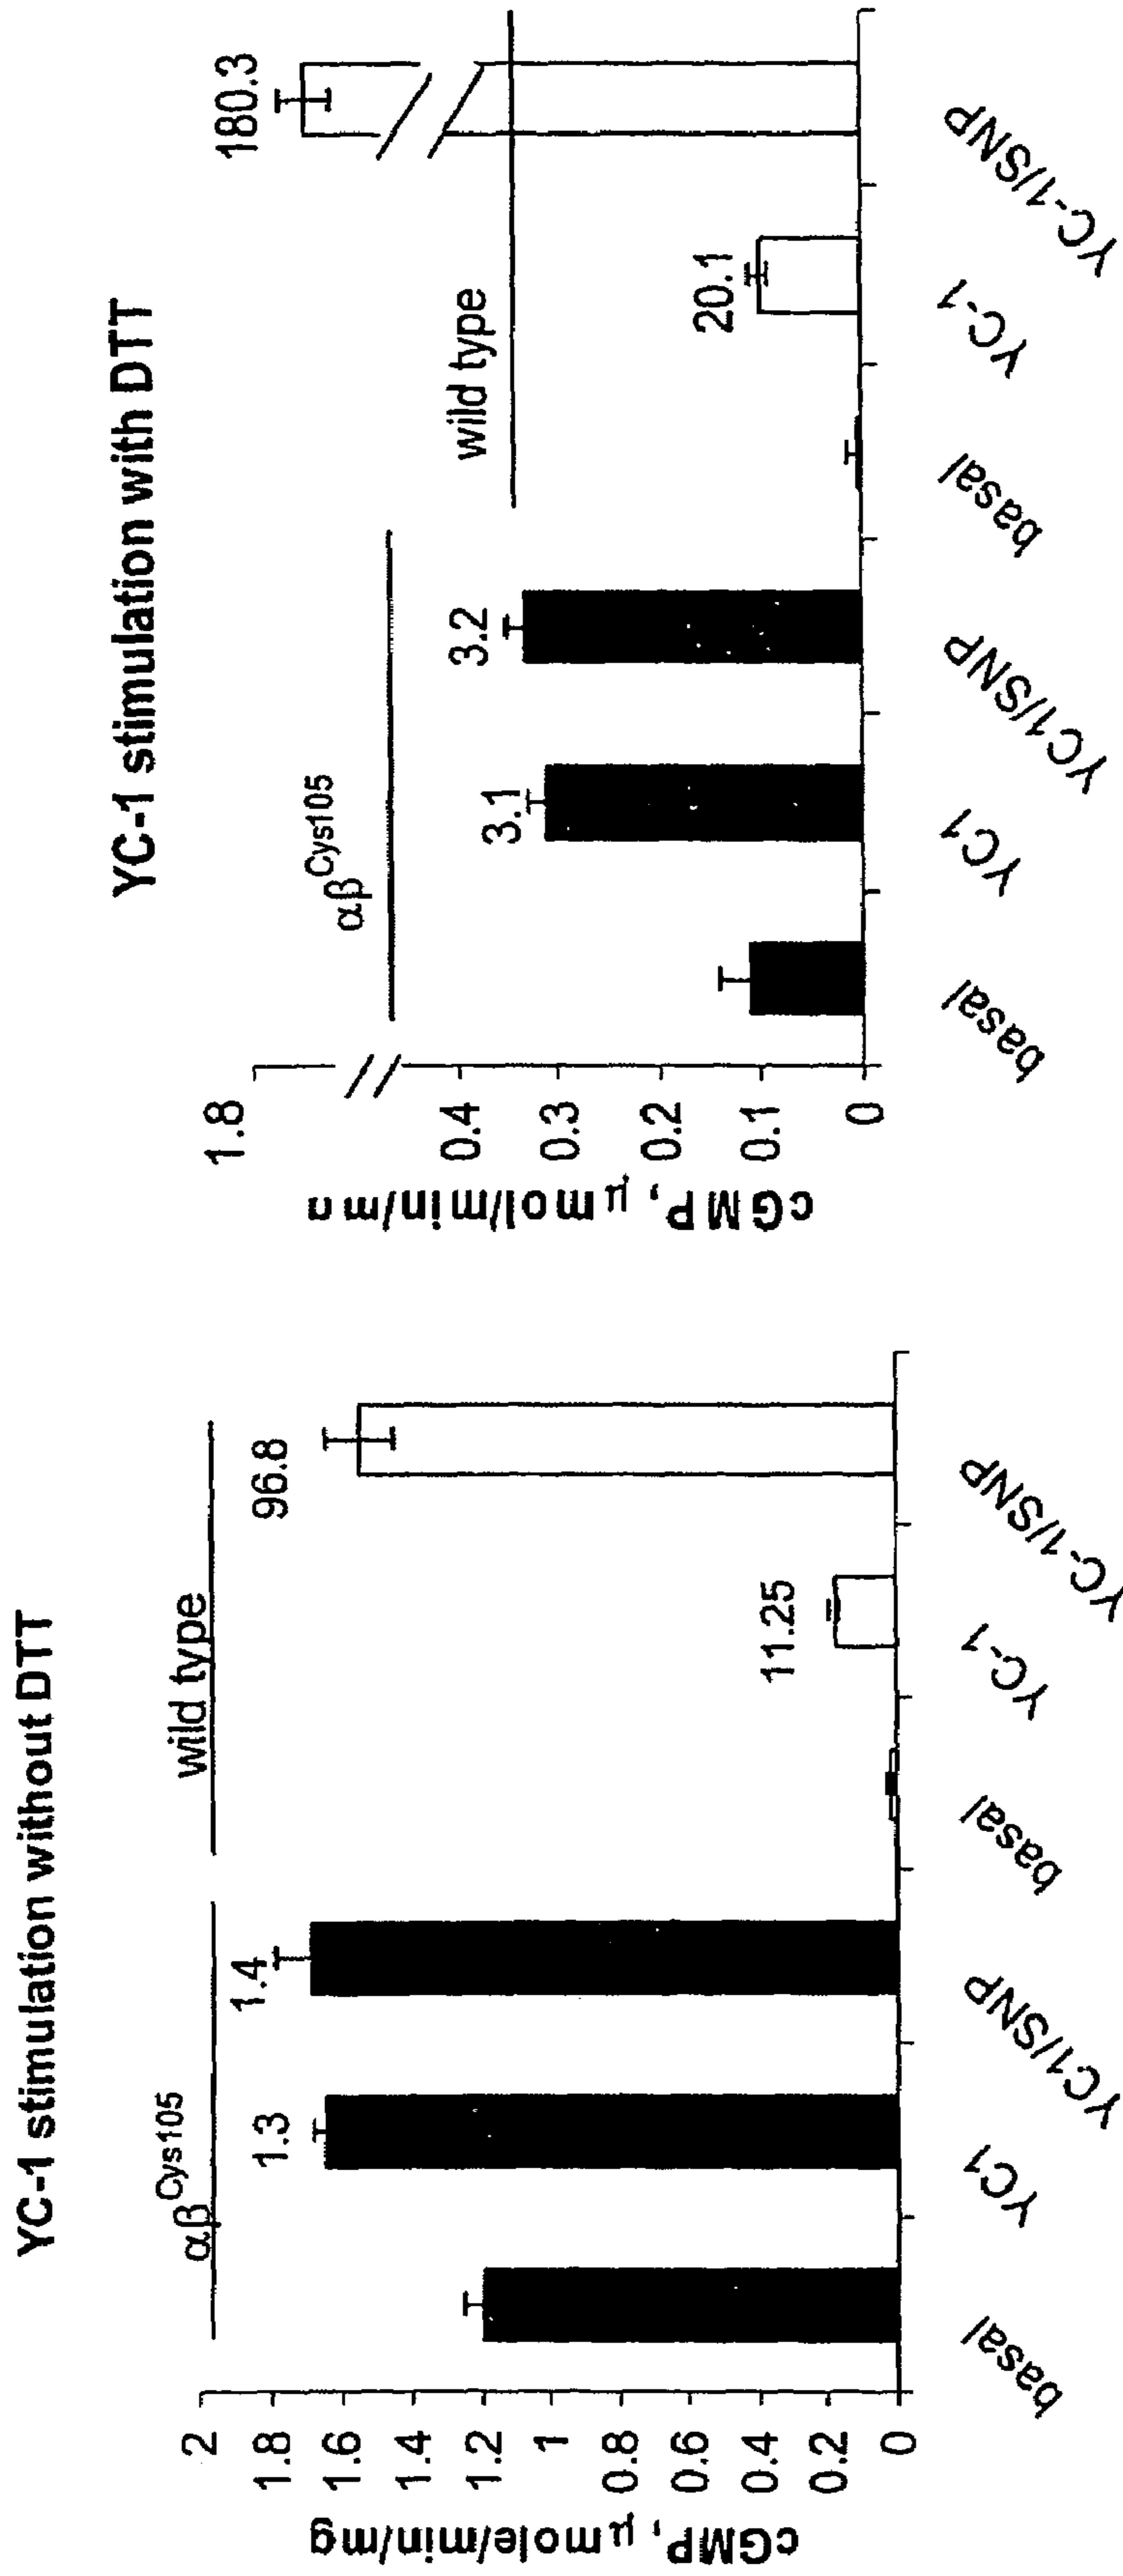 YC-1 stimulation without DTT
αβCys105
wild type
1.3
1.4
11.25
96.8
2
1.8
1.6
1.4
1.2
1
0.8
0.6
0.4
0.2
0
cGMP, μmole/min/mg
basal
YC1
YC1/SNP
basal
YC-1
YC-1/SNP
YC-1 stimulation with DTT
αβCys105
wild type
3.1
3.2
20.1
180.3
1.8
0.4
0.3
0.2
0.1
0
cGMP, μmol/min/ma
basal
YC1
YC1/SNP
basal
YC-1
YC-1/SNP